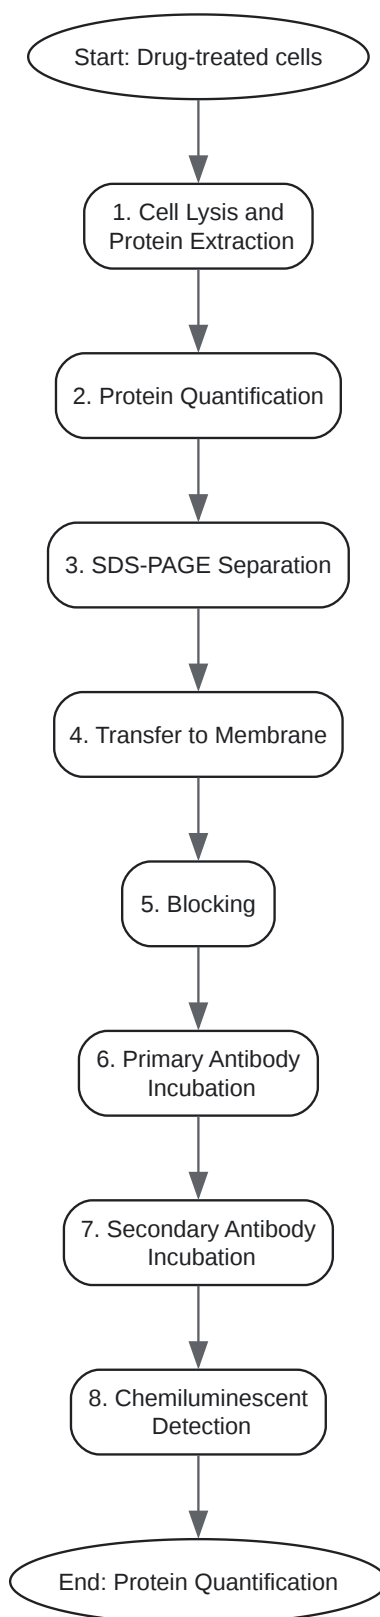 Start: Drug-treated cells
1. Cell Lysis and
Protein Extraction
2. Protein Quantification
3. SDS-PAGE Separation
4. Transfer to Membrane
5. Blocking
6. Primary Antibody
Incubation
7. Secondary Antibody
Incubation
8. Chemiluminescent
Detection
End: Protein Quantification